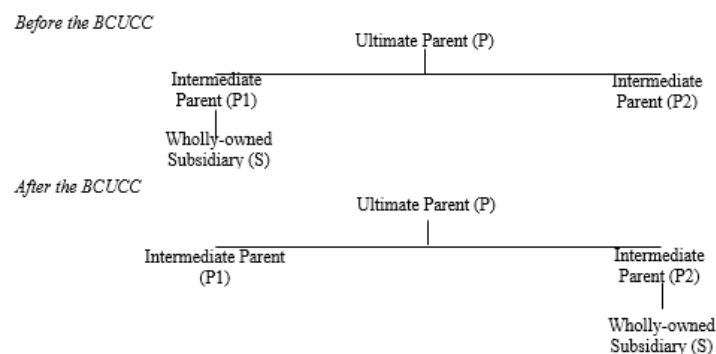 Before the BCUCC
Ultimate Parent (P)
Intermediate
Parent (P1)
Intermediate
Parent (P2)
Wholly-owned
Subsidiary (S)
After the BCUCC
Ultimate Parent (P)
Intermediate Parent
(P1)
Intermediate
Parent (P2)
Wholly-owned
Subsidiary (S)